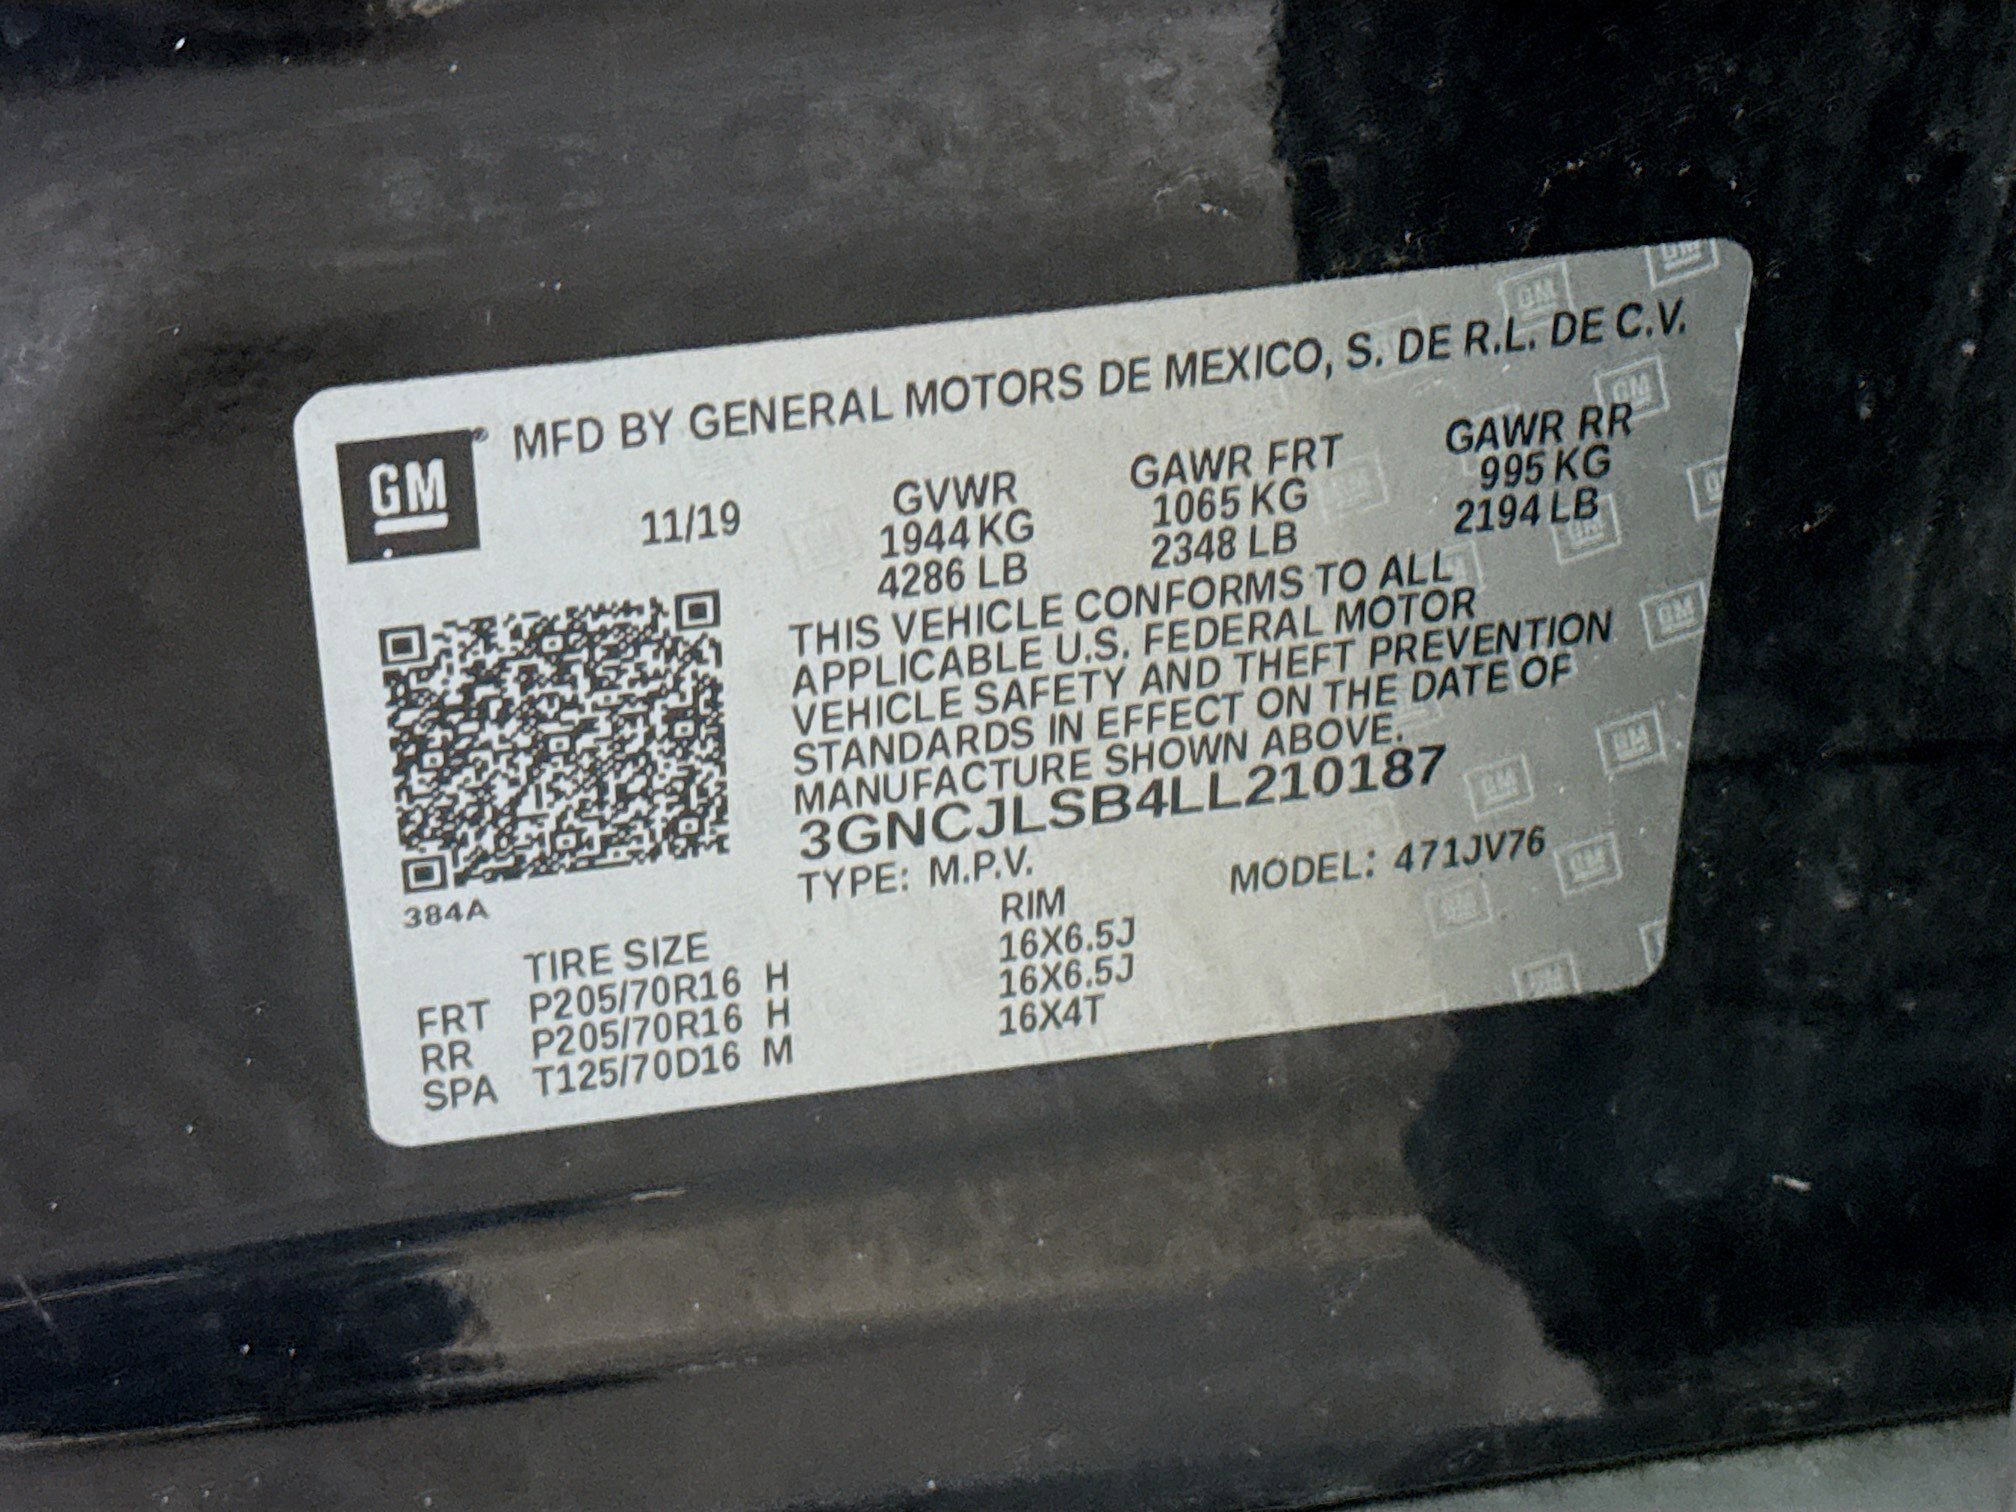 MFD BY GENERAL MOTORS DE MEXICO, S. DE R.L. DE C.V.
GM
11/19
GVWR
1944 KG
4286 LB
GAWR FRT
1065 KG
2348 LB
GAWR RR
995 KG
2194 LB
THIS VEHICLE CONFORMS TO ALL
APPLICABLE U.S. FEDERAL MOTOR
VEHICLE SAFETY AND THEFT PREVENTION
STANDARDS IN EFFECT ON THE DATE OF
MANUFACTURE SHOWN ABOVE.
3GNCJLSB4LL210187
TYPE: M.P.V. MODEL: 471JV76
384A
TIRE SIZE RIM
FRT P205/70R16 H 16X6.5J
RR P205/70R16 H 16X6.5J
SPA T125/70D16 M 16X4T